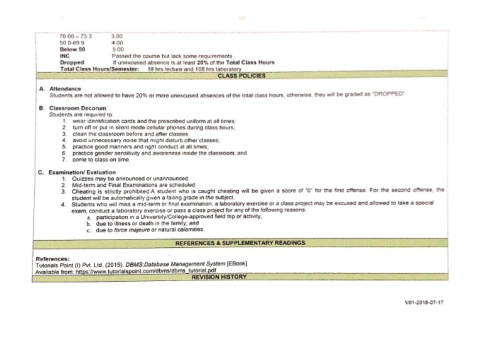 70.00 – 73.3 3.00
50.0-69.9 4.00
Below 50 5.00
INC Passed the course but lack some requirements
Dropped If unexcused absence is at least 20% of the Total Class Hours
Total Class Hours/Semester: 18 hrs lecture and 108 hrs laboratory
CLASS POLICIES
A. Attendance
Students are not allowed to have 20% or more unexcused absences of the total class hours, otherwise, they will be graded as "DROPPED"
B. Classroom Decorum
Students are required to:
1. wear identification cards and the prescribed uniform at all times;
2. turn off or put in silent mode cellular phones during class hours;
3. clean the classroom before and after classes;
4. avoid unnecessary noise that might disturb other classes;
5. practice good manners and right conduct at all times;
6. practice gender sensitivity and awareness inside the classroom; and
7. come to class on time.
C. Examination/ Evaluation
1. Quizzes may be announced or unannounced.
2. Mid-term and Final Examinations are scheduled.
3. Cheating is strictly prohibited. A student who is caught cheating will be given a score of "0" for the first offense. For the second offense, the
student will be automatically given a failing grade in the subject.
4. Students who will miss a mid-term or final examination, a laboratory exercise or a class project may be excused and allowed to take a special
exam, conduct a laboratory exercise or pass a class project for any of the following reasons:
a. participation in a University/College-approved field trip or activity;
b. due to illness or death in the family; and
c. due to force majeure or natural calamities.
REFERENCES & SUPPLEMENTARY READINGS
References:
Tutorials Point (I) Pvt. Ltd. (2015). DBMS:Database Management System [EBook]
Available from: https://www.tutorialspoint.com/dbms/dbms_tutorial.pdf
REVISION HISTORY
V01-2018-07-17